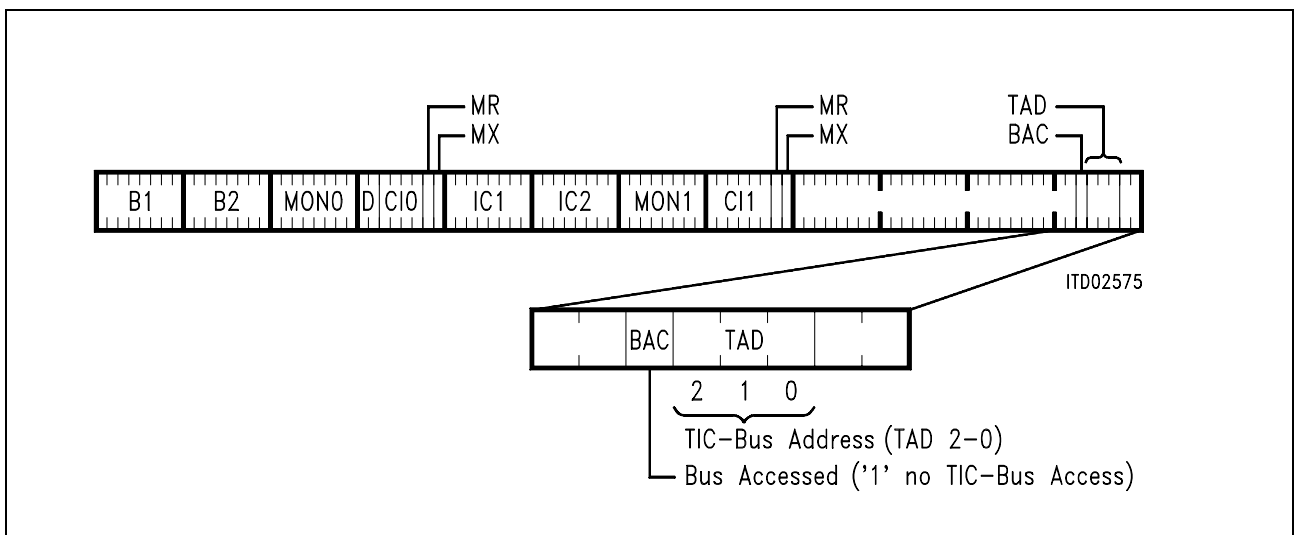 MR
MX
MR
MX
TAD
BAC
B1 B2 MON0 D CI0 IC1 IC2 MON1 CI1
ITD02575
BAC TAD
2 1 0
TIC-Bus Address (TAD 2-0)
Bus Accessed ('1' no TIC-Bus Access)